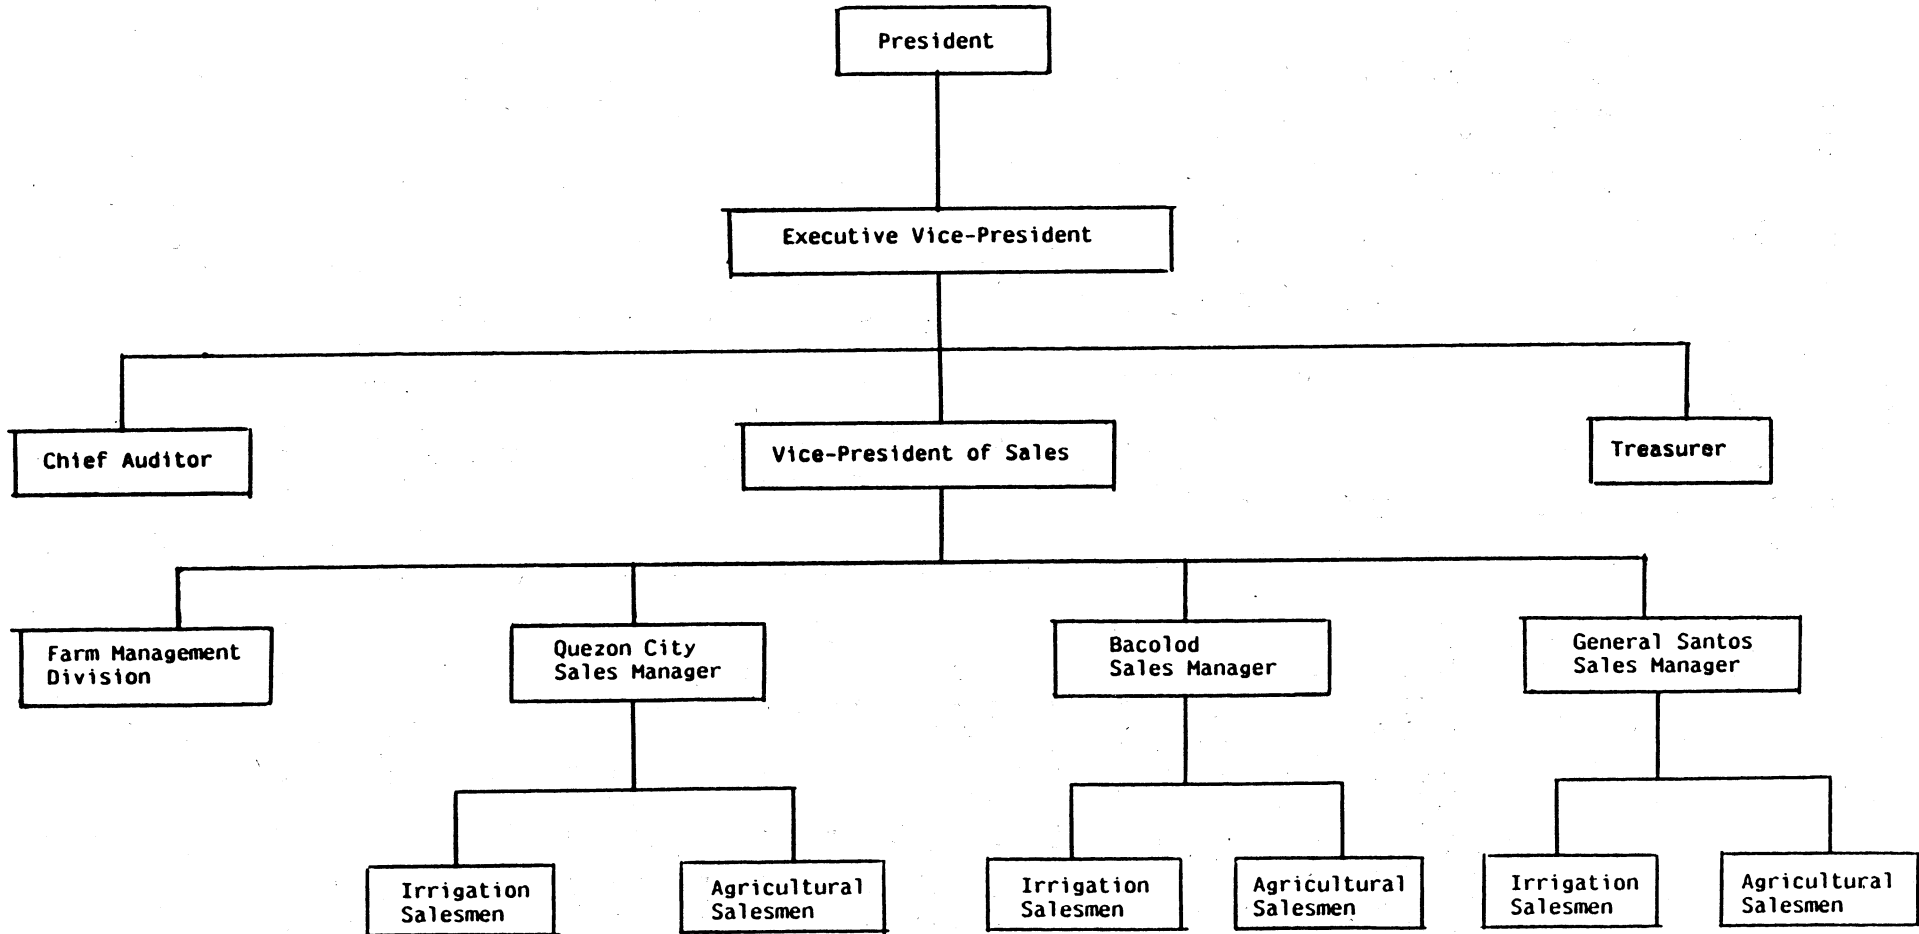 President
Executive Vice-President
Chief Auditor
Vice-President of Sales
Treasurer
Farm Management
Division
Quezon City
Sales Manager
Bacolod
Sales Manager
General Santos
Sales Manager
Irrigation
Salesmen
Agricultural
Salesmen
Irrigation
Salesmen
Agricultural
Salesmen
Irrigation
Salesmen
Agricultural
Salesmen